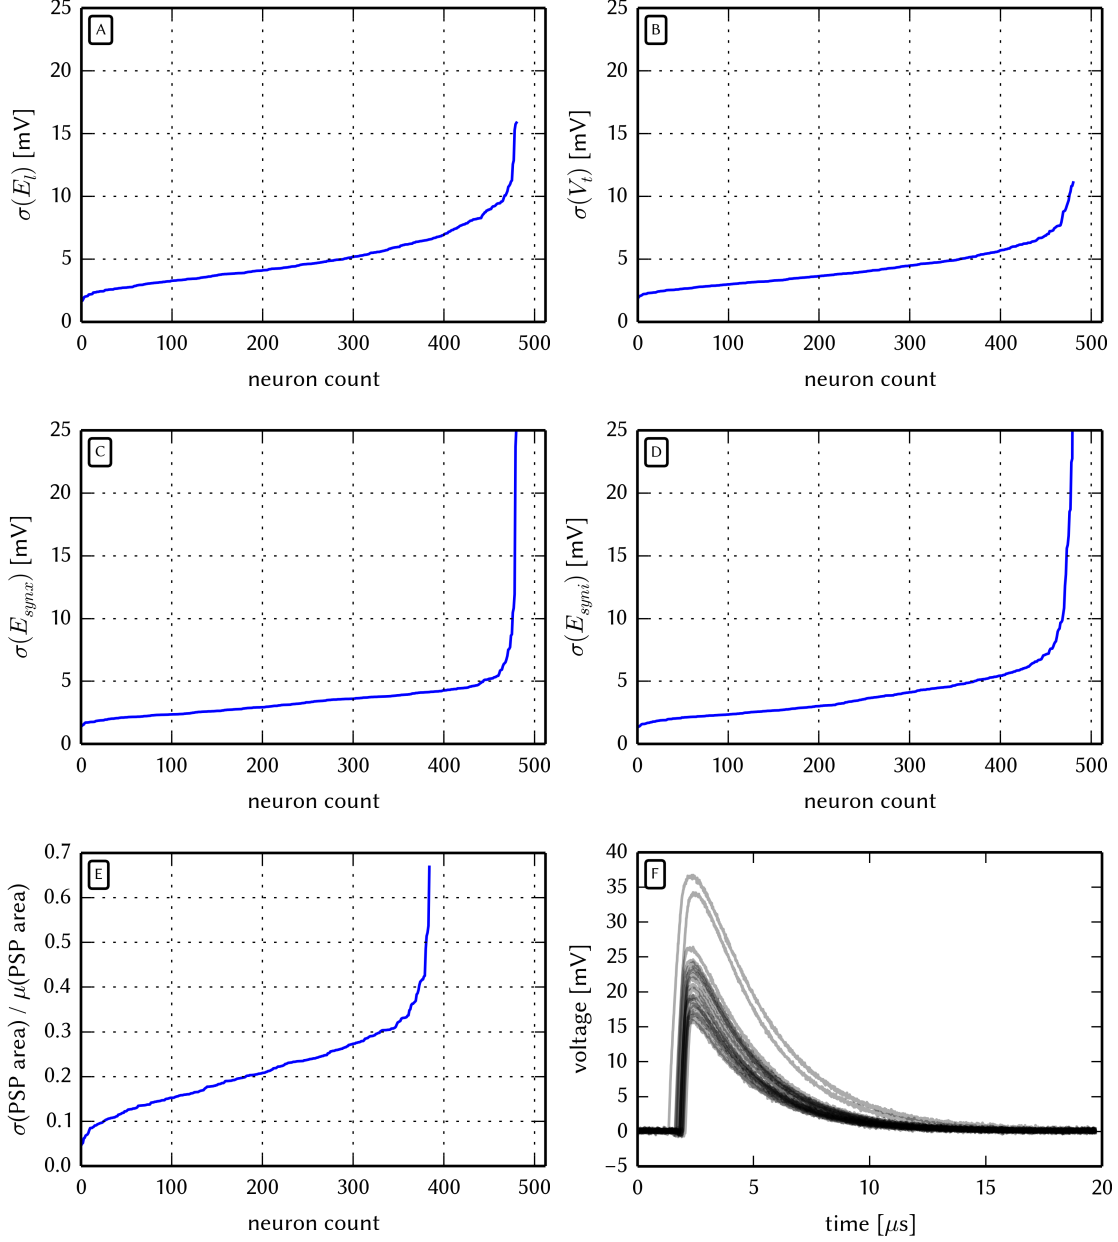 A
25
20
15
10
5
0
σ(E_l) [mV]
0 100 200 300 400 500
neuron count
B
25
20
15
10
5
0
σ(V_t) [mV]
0 100 200 300 400 500
neuron count
C
25
20
15
10
5
0
σ(E_synx) [mV]
0 100 200 300 400 500
neuron count
D
25
20
15
10
5
0
σ(E_syni) [mV]
0 100 200 300 400 500
neuron count
E
0.7
0.6
0.5
0.4
0.3
0.2
0.1
0.0
σ(PSP area) / μ(PSP area)
0 100 200 300 400 500
neuron count
F
40
35
30
25
20
15
10
5
0
−5
voltage [mV]
0 5 10 15 20
time [μs]